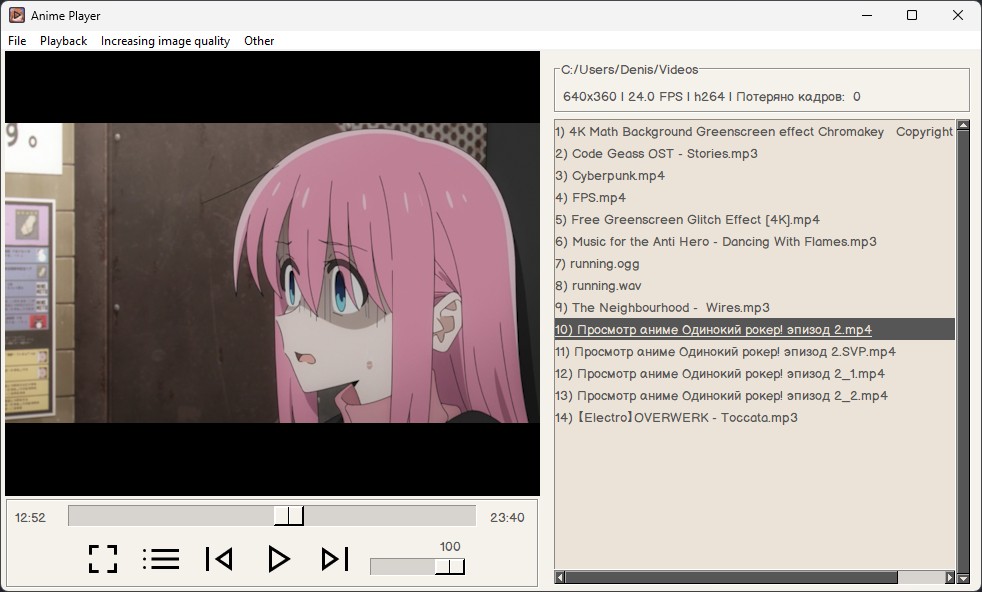 Anime Player
File Playback Increasing image quality Other
9 0
C:/Users/Denis/Videos
640x360 | 24.0 FPS | h264 | Потеряно кадров: 0
1) 4K Math Background Greenscreen effect Chromakey Copyright
2) Code Geass OST - Stories.mp3
3) Cyberpunk.mp4
4) FPS.mp4
5) Free Greenscreen Glitch Effect [4K].mp4
6) Music for the Anti Hero - Dancing With Flames.mp3
7) running.ogg
8) running.wav
9) The Neighbourhood - Wires.mp3
10) Просмотр аниме Одинокий рокер! эпизод 2.mp4
11) Просмотр аниме Одинокий рокер! эпизод 2.SVP.mp4
12) Просмотр аниме Одинокий рокер! эпизод 2_1.mp4
13) Просмотр аниме Одинокий рокер! эпизод 2_2.mp4
14) 【Electro】OVERWERK - Toccata.mp3
12:52
23:40
100